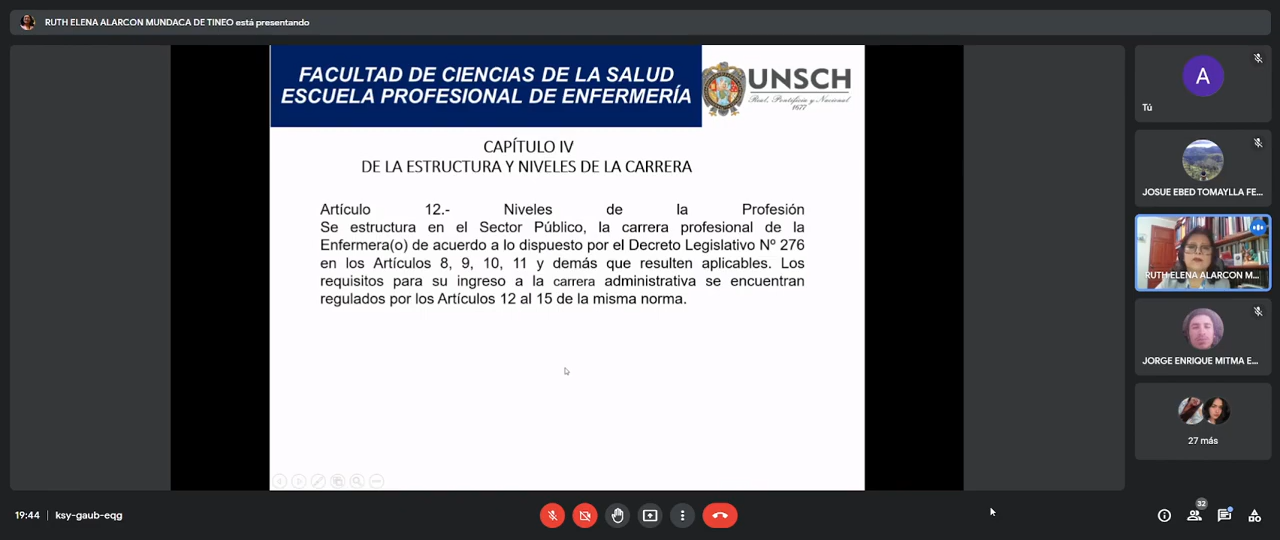 RUTH ELENA ALARCON MUNDACA DE TINEO está presentando
FACULTAD DE CIENCIAS DE LA SALUD
ESCUELA PROFESIONAL DE ENFERMERÍA
UNSCH
Real, Pontificia y Nacional
1677
CAPÍTULO IV
DE LA ESTRUCTURA Y NIVELES DE LA CARRERA
Artículo 12.- Niveles de la Profesión
Se estructura en el Sector Público, la carrera profesional de la
Enfermera(o) de acuerdo a lo dispuesto por el Decreto Legislativo Nº 276
en los Artículos 8, 9, 10, 11 y demás que resulten aplicables. Los
requisitos para su ingreso a la carrera administrativa se encuentran
regulados por los Artículos 12 al 15 de la misma norma.
A
Tú
JOSUE EBED TOMAYLLA FE...
RUTH ELENA ALARCON M...
JORGE ENRIQUE MITMA E...
27 más
19:44 | ksy-gaub-eqg
32